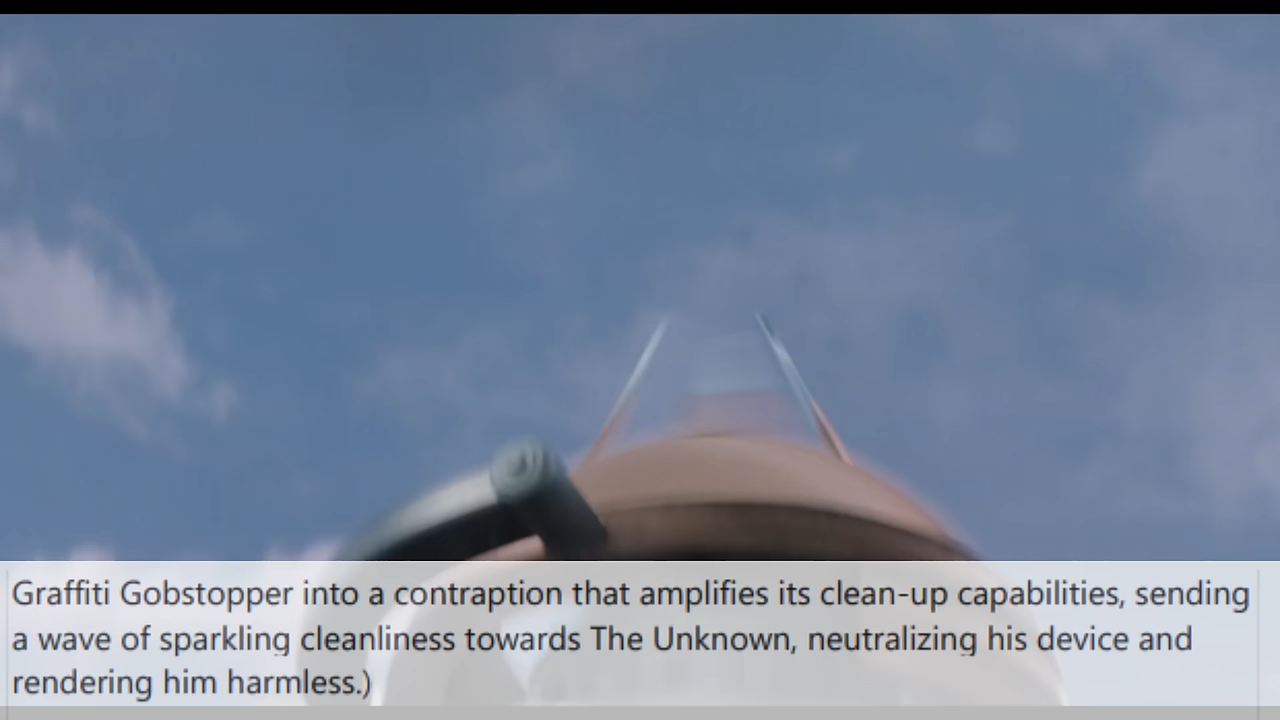 Graffiti Gobstopper into a contraption that amplifies its clean-up capabilities, sending
a wave of sparkling cleanliness towards The Unknown, neutralizing his device and
rendering him harmless.)